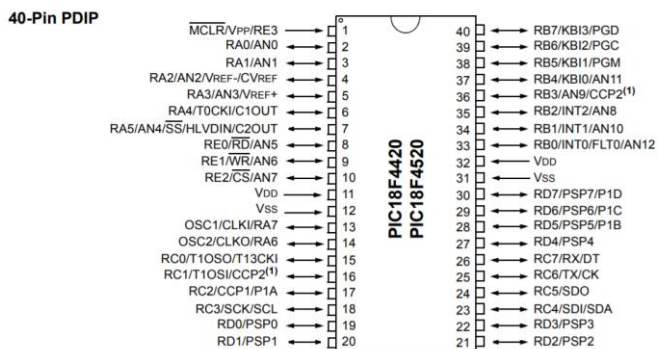 40-Pin PDIP
MCLR/VPP/RE3 1
RA0/AN0 2
RA1/AN1 3
RA2/AN2/VREF-/CVREF 4
RA3/AN3/VREF+ 5
RA4/T0CKI/C1OUT 6
RA5/AN4/SS/HLVDIN/C2OUT 7
RE0/RD/AN5 8
RE1/WR/AN6 9
RE2/CS/AN7 10
VDD 11
VSS 12
OSC1/CLKI/RA7 13
OSC2/CLKO/RA6 14
RC0/T1OSO/T13CKI 15
RC1/T1OSI/CCP2(1) 16
RC2/CCP1/P1A 17
RC3/SCK/SCL 18
RD0/PSP0 19
RD1/PSP1 20
PIC18F4420
PIC18F4520
40 RB7/KBI3/PGD
39 RB6/KBI2/PGC
38 RB5/KBI1/PGM
37 RB4/KBI0/AN11
36 RB3/AN9/CCP2(1)
35 RB2/INT2/AN8
34 RB1/INT1/AN10
33 RB0/INT0/FLT0/AN12
32 VDD
31 VSS
30 RD7/PSP7/P1D
29 RD6/PSP6/P1C
28 RD5/PSP5/P1B
27 RD4/PSP4
26 RC7/RX/DT
25 RC6/TX/CK
24 RC5/SDO
23 RC4/SDI/SDA
22 RD3/PSP3
21 RD2/PSP2